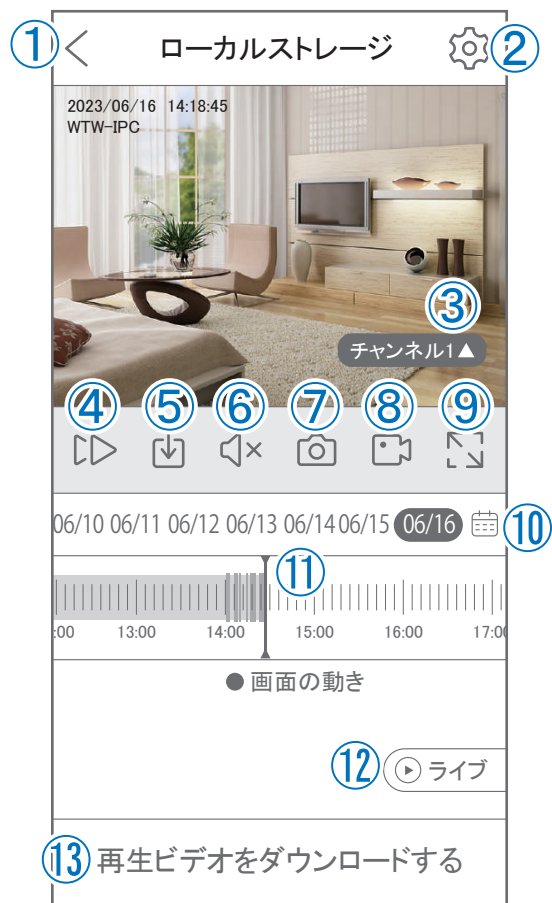 ① ローカルストレージ ②
2023/06/16 14:18:45
WTW-IPC
③
チャンネル1▲
④ ⑤ ⑥ ⑦ ⑧ ⑨
06/10 06/11 06/12 06/13 06/14 06/15 06/16 ⑩
⑪
:00 13:00 14:00 15:00 16:00 17:0
●画面の動き
⑫ ライブ
⑬ 再生ビデオをダウンロードする